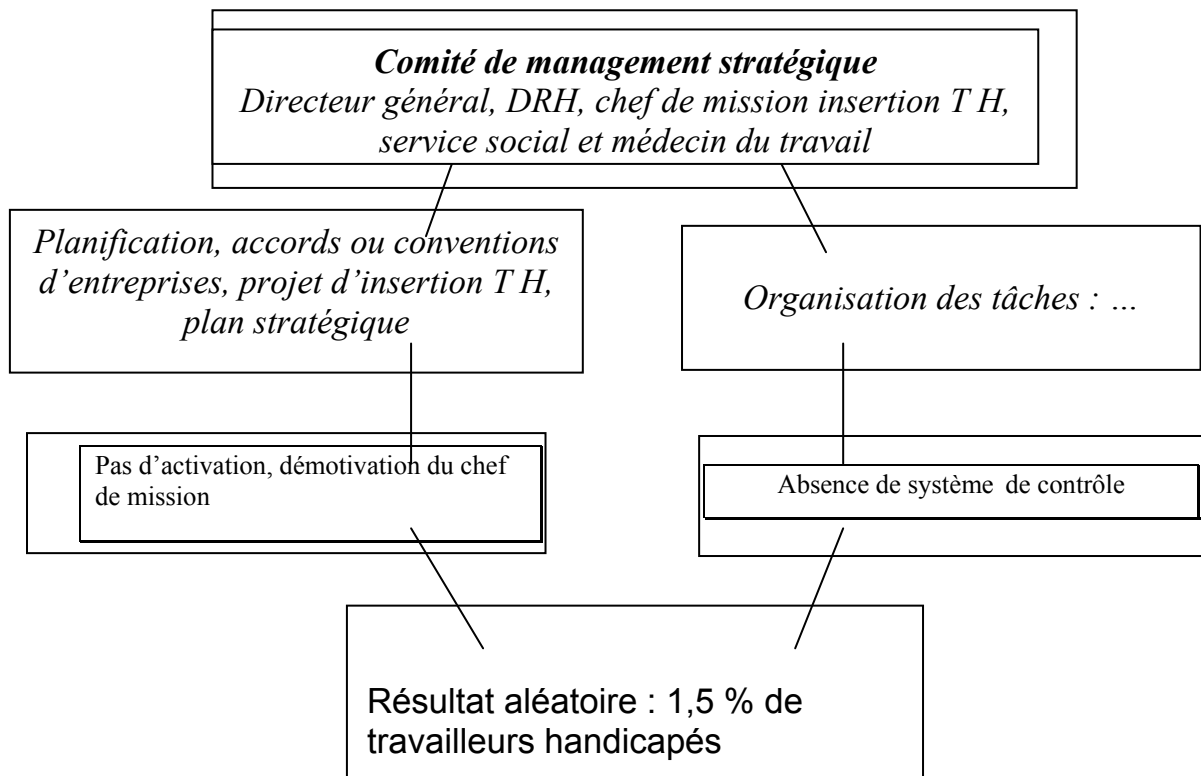 Comité de management stratégique
Directeur général, DRH, chef de mission insertion T H,
service social et médecin du travail
Planification, accords ou conventions
d’entreprises, projet d’insertion T H,
plan stratégique
Organisation des tâches : …
Pas d’activation, démotivation du chef
de mission
Absence de système de contrôle
Résultat aléatoire : 1,5 % de
travailleurs handicapés